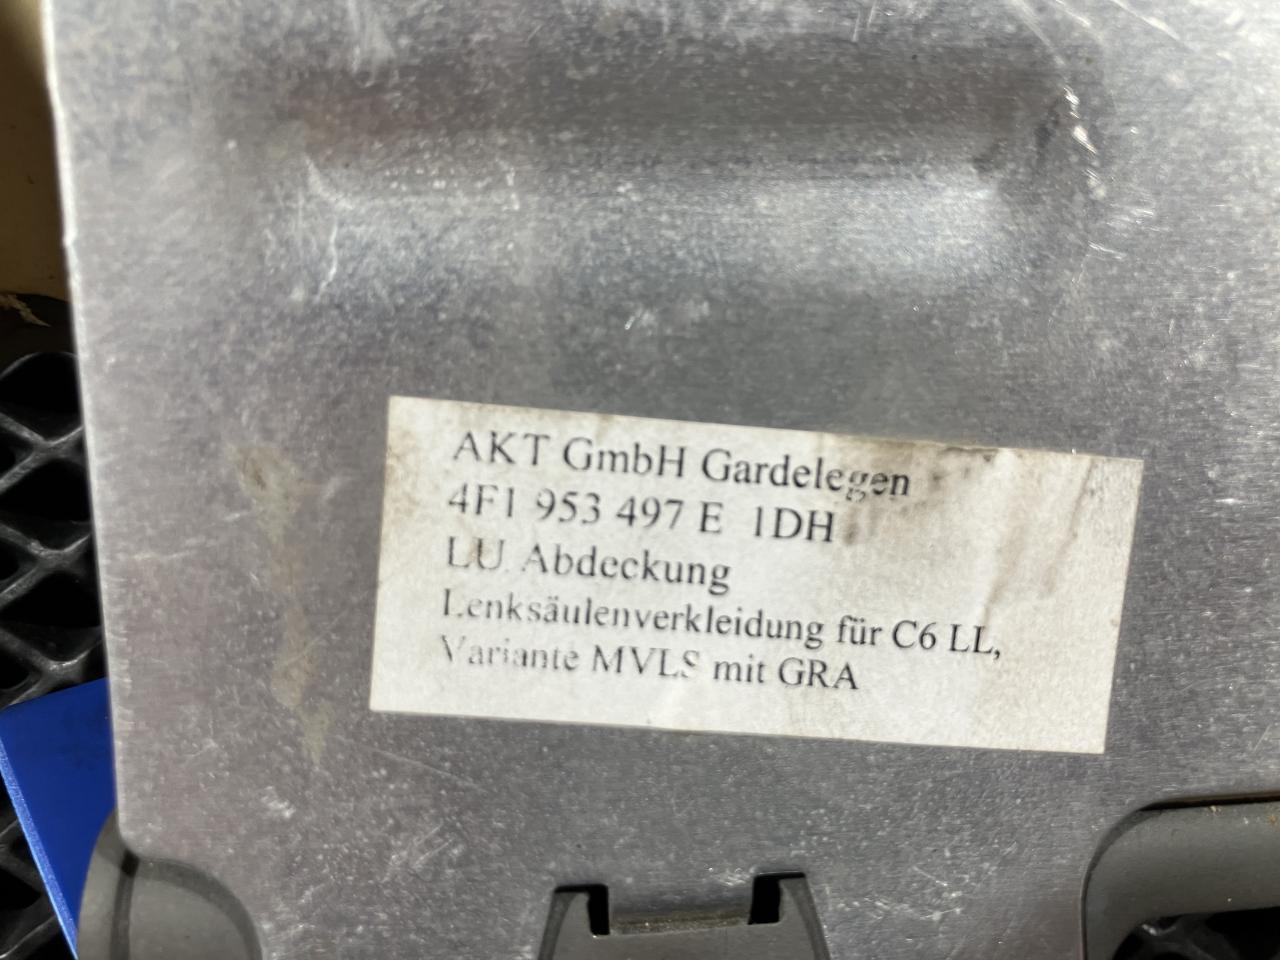 AKT GmbH Gardelegen
4F1 953 497 E 1DH
LU Abdeckung
Lenksäulenverkleidung für C6 LL,
Variante MVLS mit GRA